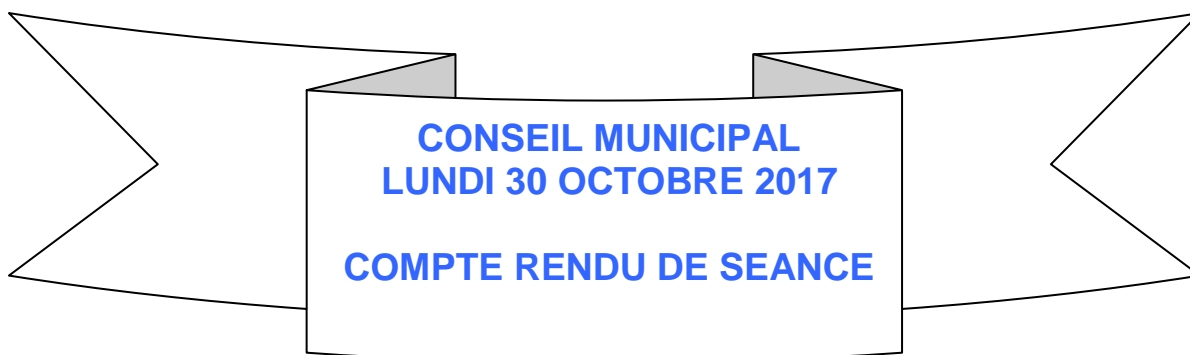 CONSEIL MUNICIPAL
LUNDI 30 OCTOBRE 2017
COMPTE RENDU DE SEANCE